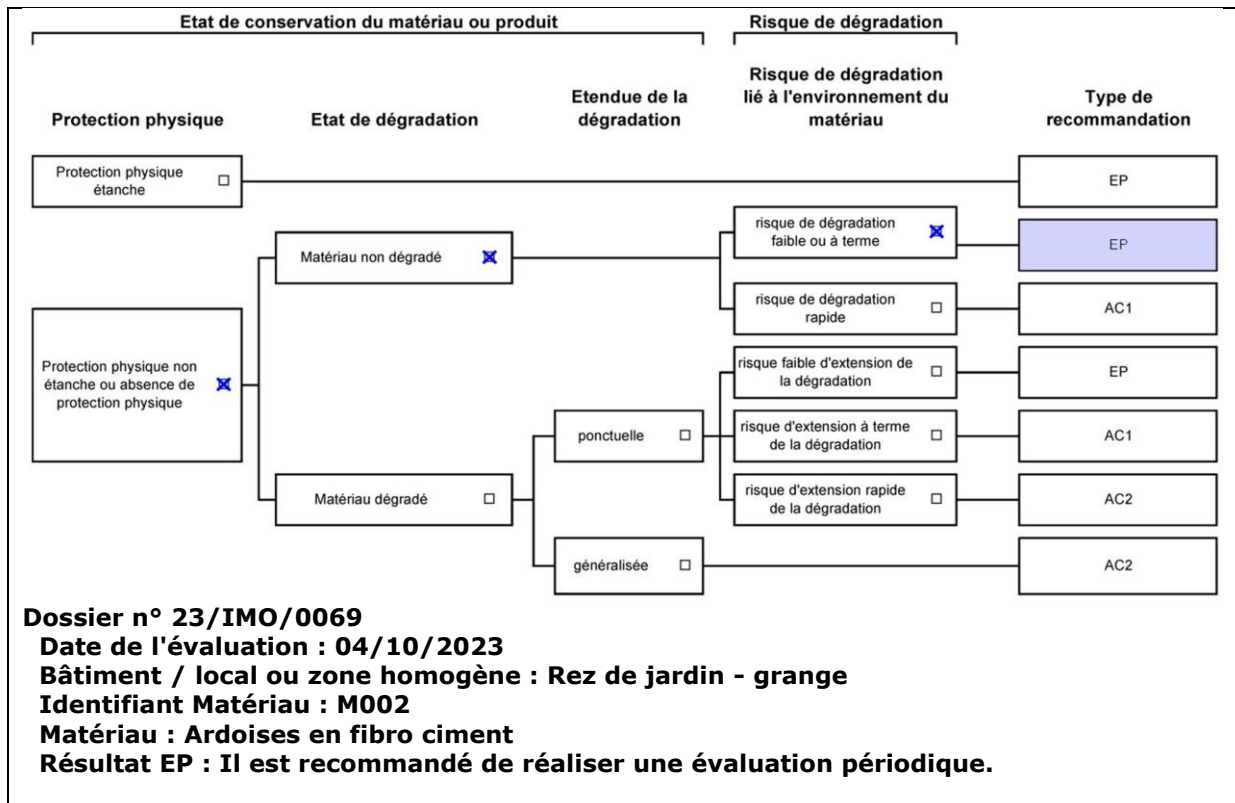 Etat de conservation du matériau ou produit
Risque de dégradation
Protection physique
Etat de dégradation
Etendue de la
dégradation
Risque de dégradation
lié à l'environnement du
matériau
Type de
recommandation
Protection physique
étanche
EP
risque de dégradation
faible ou à terme
EP
Matériau non dégradé
risque de dégradation
rapide
AC1
Protection physique non
étanche ou absence de
protection physique
risque faible d'extension de
la dégradation
EP
ponctuelle
risque d'extension à terme
de la dégradation
AC1
Matériau dégradé
risque d'extension rapide
de la dégradation
AC2
généralisée
AC2
Dossier n° 23/IMO/0069
Date de l'évaluation : 04/10/2023
Bâtiment / local ou zone homogène : Rez de jardin - grange
Identifiant Matériau : M002
Matériau : Ardoises en fibro ciment
Résultat EP : Il est recommandé de réaliser une évaluation périodique.